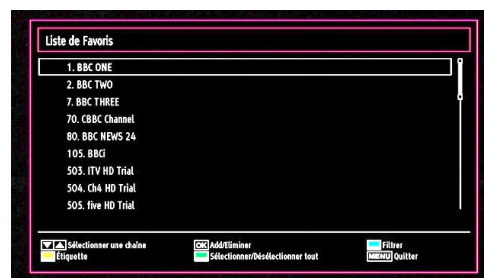 Liste de Favoris
1. BBC ONE
2. BBC TWO
7. BBC THREE
70. CBBC Channel
80. BBC NEWS 24
105. BBCi
503. ITV HD Trial
504. Ch4 HD Trial
505. five HD Trial
Sélectionner une chaîne OK Add/Eliminer Filtrer
Étiquette Sélectionner/Désélectionner tout MENU Quitter